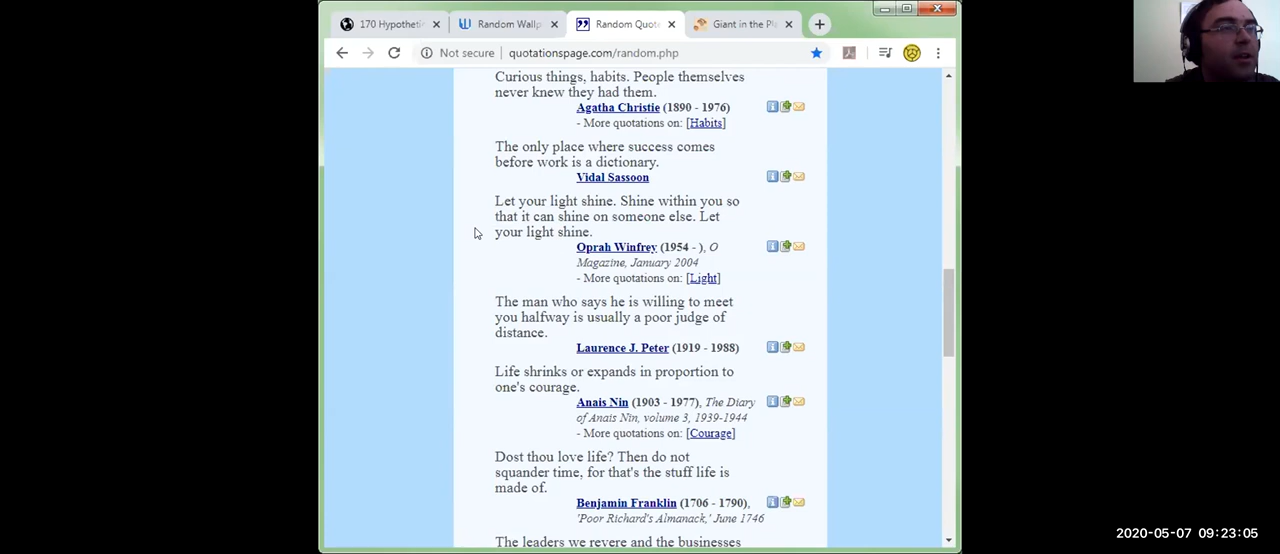 170 Hypotheti
Random Wallp
Random Quote
Giant in the Pla
Not secure
quotationspage.com/random.php
Curious things, habits. People themselves
never knew they had them.
Agatha Christie (1890 - 1976)
- More quotations on: [Habits]
The only place where success comes
before work is a dictionary.
Vidal Sassoon
Let your light shine. Shine within you so
that it can shine on someone else. Let
your light shine.
Oprah Winfrey (1954 - ), O
Magazine, January 2004
- More quotations on: [Light]
The man who says he is willing to meet
you halfway is usually a poor judge of
distance.
Laurence J. Peter (1919 - 1988)
Life shrinks or expands in proportion to
one's courage.
Anais Nin (1903 - 1977), The Diary
of Anais Nin, volume 3, 1939-1944
- More quotations on: [Courage]
Dost thou love life? Then do not
squander time, for that's the stuff life is
made of.
Benjamin Franklin (1706 - 1790),
'Poor Richard's Almanack,' June 1746
The leaders we revere and the businesses
2020-05-07 09:23:05